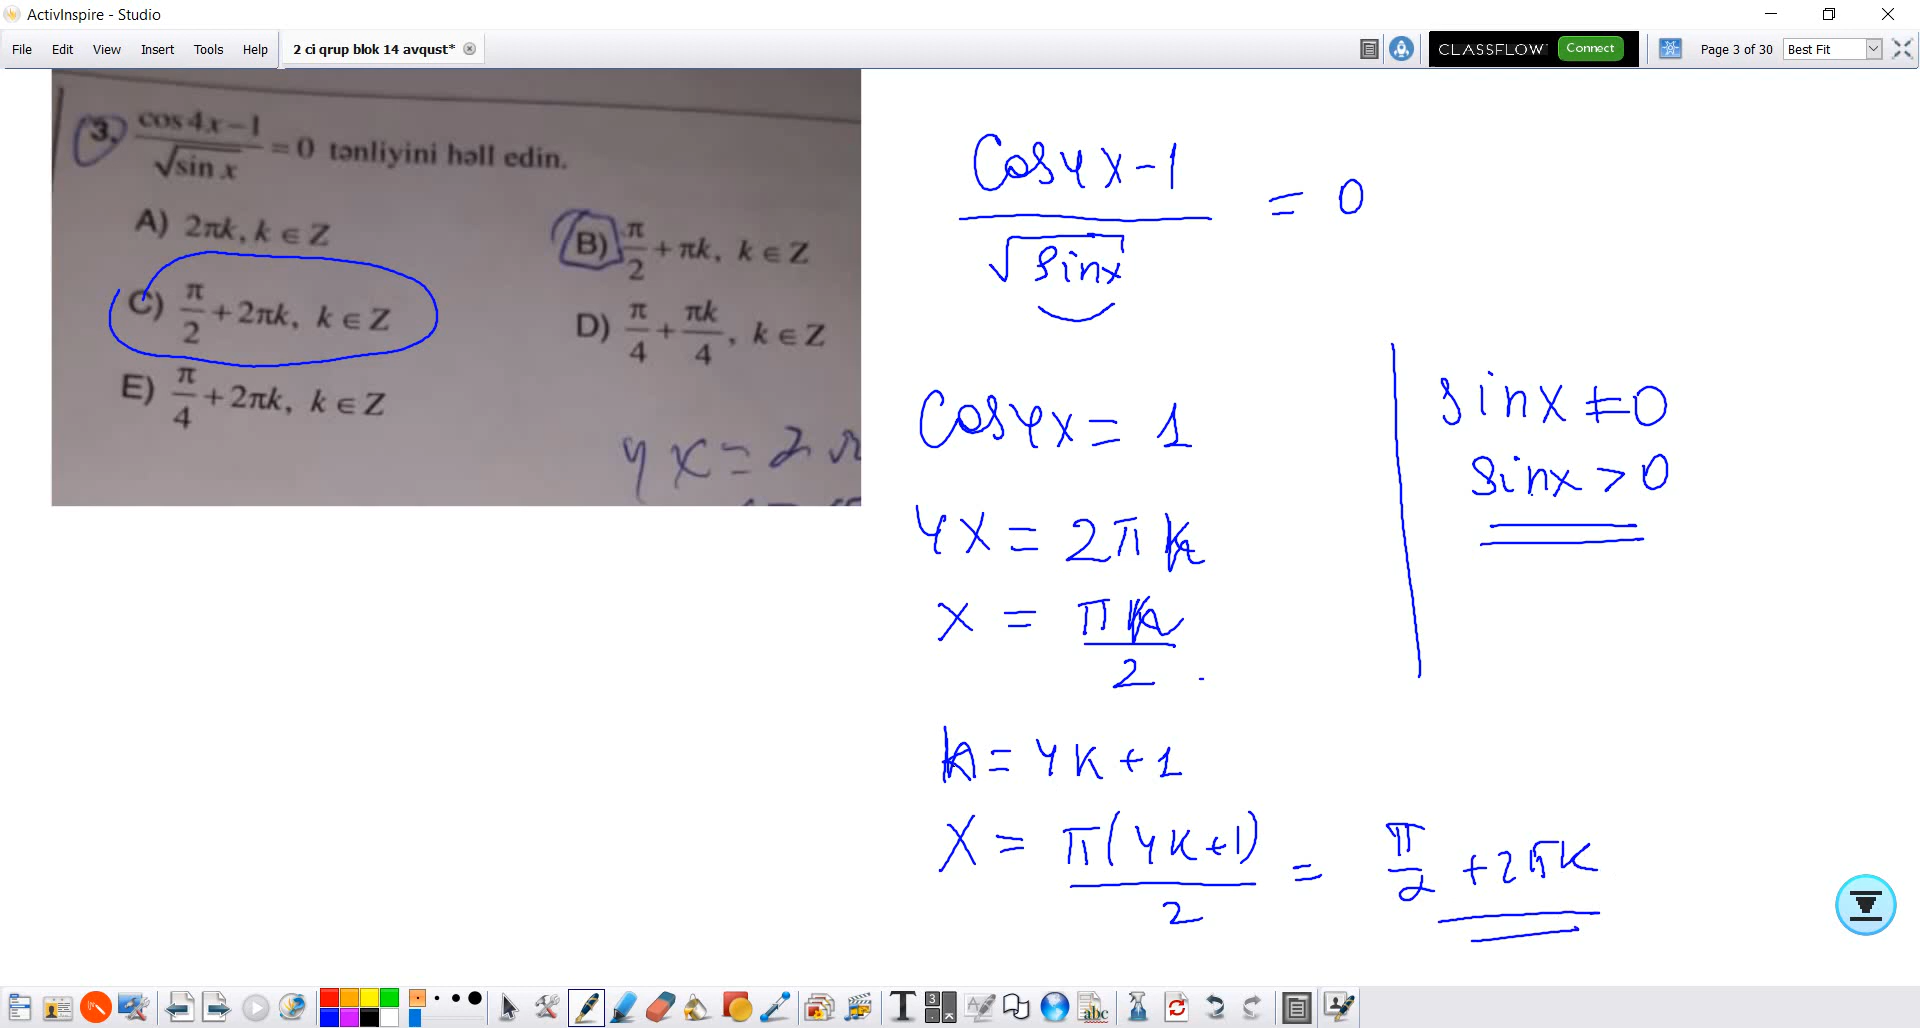 ActivInspire - Studio
File Edit View Insert Tools Help 2 ci qrup blok 14 avqust* CLASSFLOW Connect Page 3 of 30 Best Fit
3. cos 4x − 1 / √sin x = 0 tənliyini həll edin.
A) 2πk, k ∈ Z
B) π/2 + πk, k ∈ Z
C) π/2 + 2πk, k ∈ Z
D) π/4 + πk/4, k ∈ Z
E) π/4 + 2πk, k ∈ Z
4x = 2π
Cos4x - 1 / √sinx = 0
Cos4x = 1
4x = 2πk
x = πk/2
k = 4k + 1
x = π(4k+1)/2 = π/2 + 2πk
sinx ≠ 0
sinx > 0